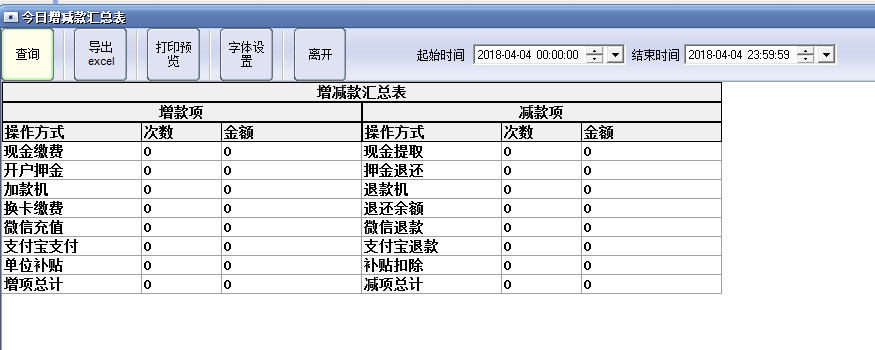 今日增减款汇总表
查询
导出
excel
打印预
览
字体设
置
离开
起始时间 2018-04-04 00:00:00 结束时间 2018-04-04 23:59:59
增减款汇总表
增款项 减款项
操作方式 次数 金额 操作方式 次数 金额
现金缴费 0 0 现金提取 0 0
开户押金 0 0 押金退还 0 0
加款机 0 0 退款机 0 0
换卡缴费 0 0 退还余额 0 0
微信充值 0 0 微信退款 0 0
支付宝支付 0 0 支付宝退款 0 0
单位补贴 0 0 补贴扣除 0 0
增项总计 0 0 减项总计 0 0